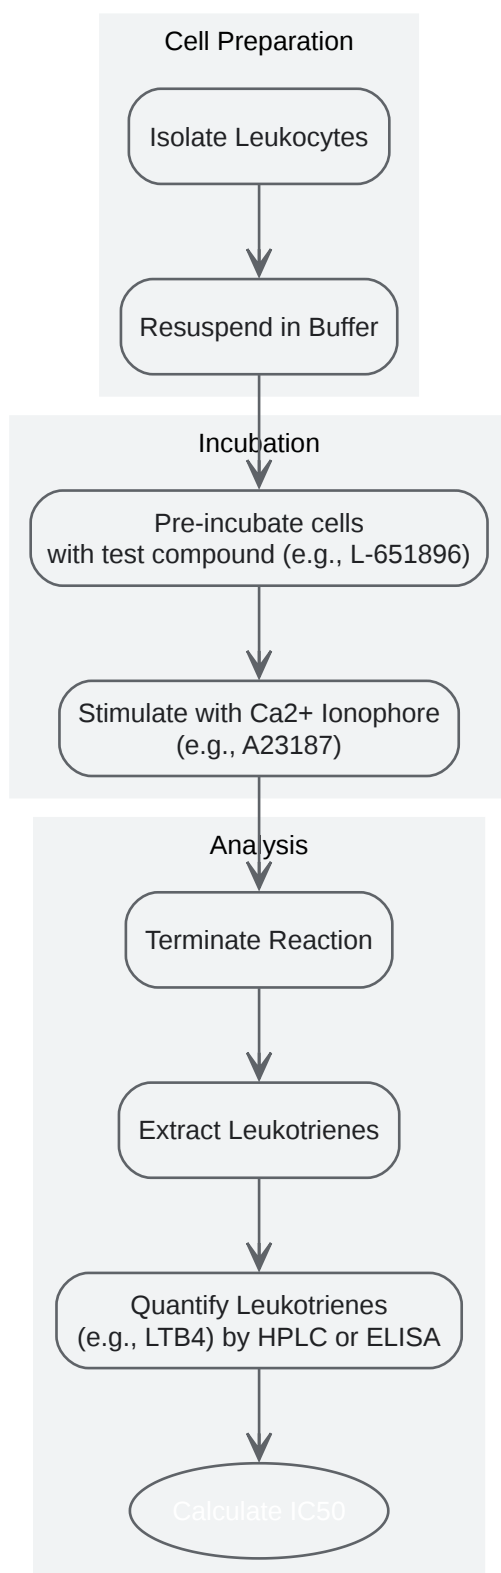 Cell Preparation
Isolate Leukocytes
Resuspend in Buffer
Incubation
Pre-incubate cells
with test compound (e.g., L-651896)
Stimulate with Ca2+ Ionophore
(e.g., A23187)
Analysis
Terminate Reaction
Extract Leukotrienes
Quantify Leukotrienes
(e.g., LTB4) by HPLC or ELISA
Calculate IC50